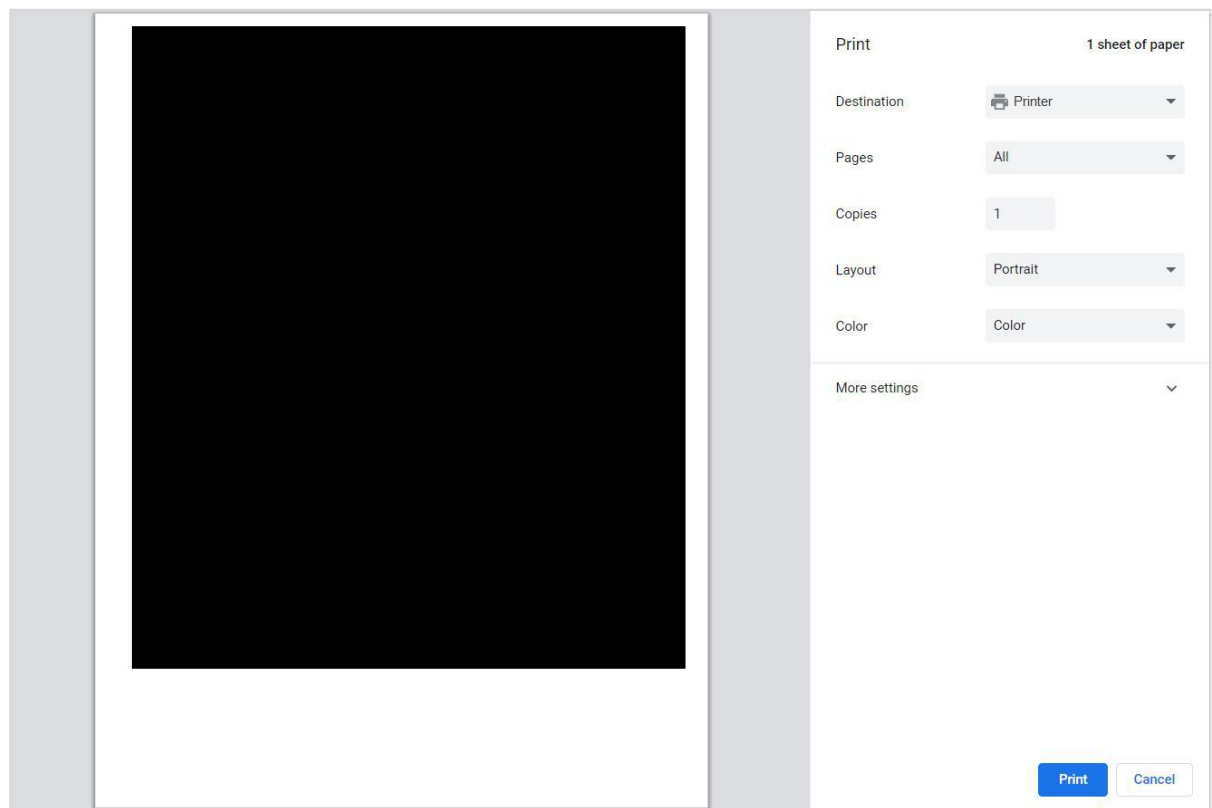 Print 1 sheet of paper
Destination Printer
Pages All
Copies 1
Layout Portrait
Color Color
More settings
Print Cancel